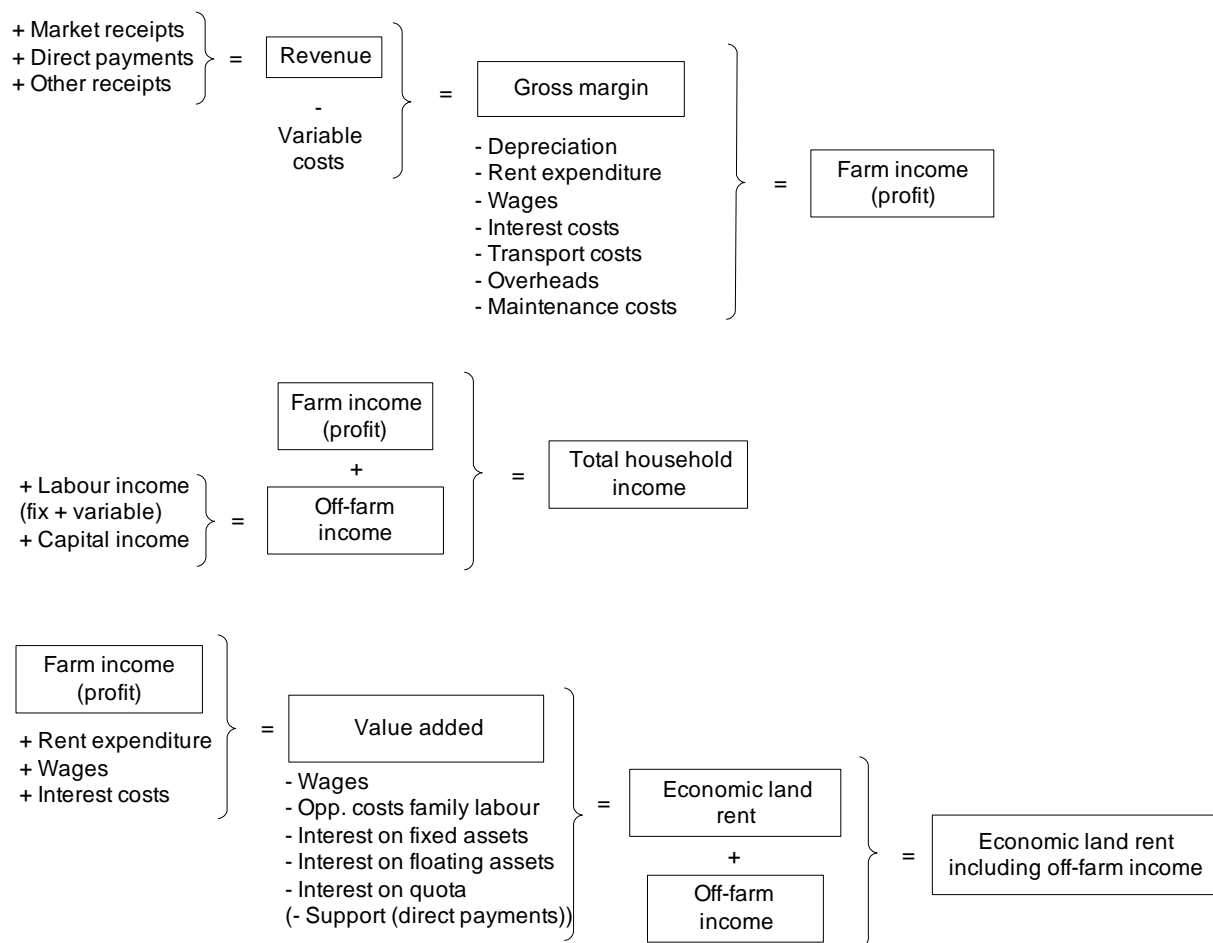 + Market receipts
+ Direct payments
+ Other receipts
=
Revenue
-
Variable
costs
=
Gross margin
- Depreciation
- Rent expenditure
- Wages
- Interest costs
- Transport costs
- Overheads
- Maintenance costs
=
Farm income
(profit)
+ Labour income
(fix + variable)
+ Capital income
=
Farm income
(profit)
+
Off-farm
income
=
Total household
income
Farm income
(profit)
+ Rent expenditure
+ Wages
+ Interest costs
=
Value added
- Wages
- Opp. costs family labour
- Interest on fixed assets
- Interest on floating assets
- Interest on quota
(- Support (direct payments))
=
Economic land
rent
+
Off-farm
income
=
Economic land rent
including off-farm income